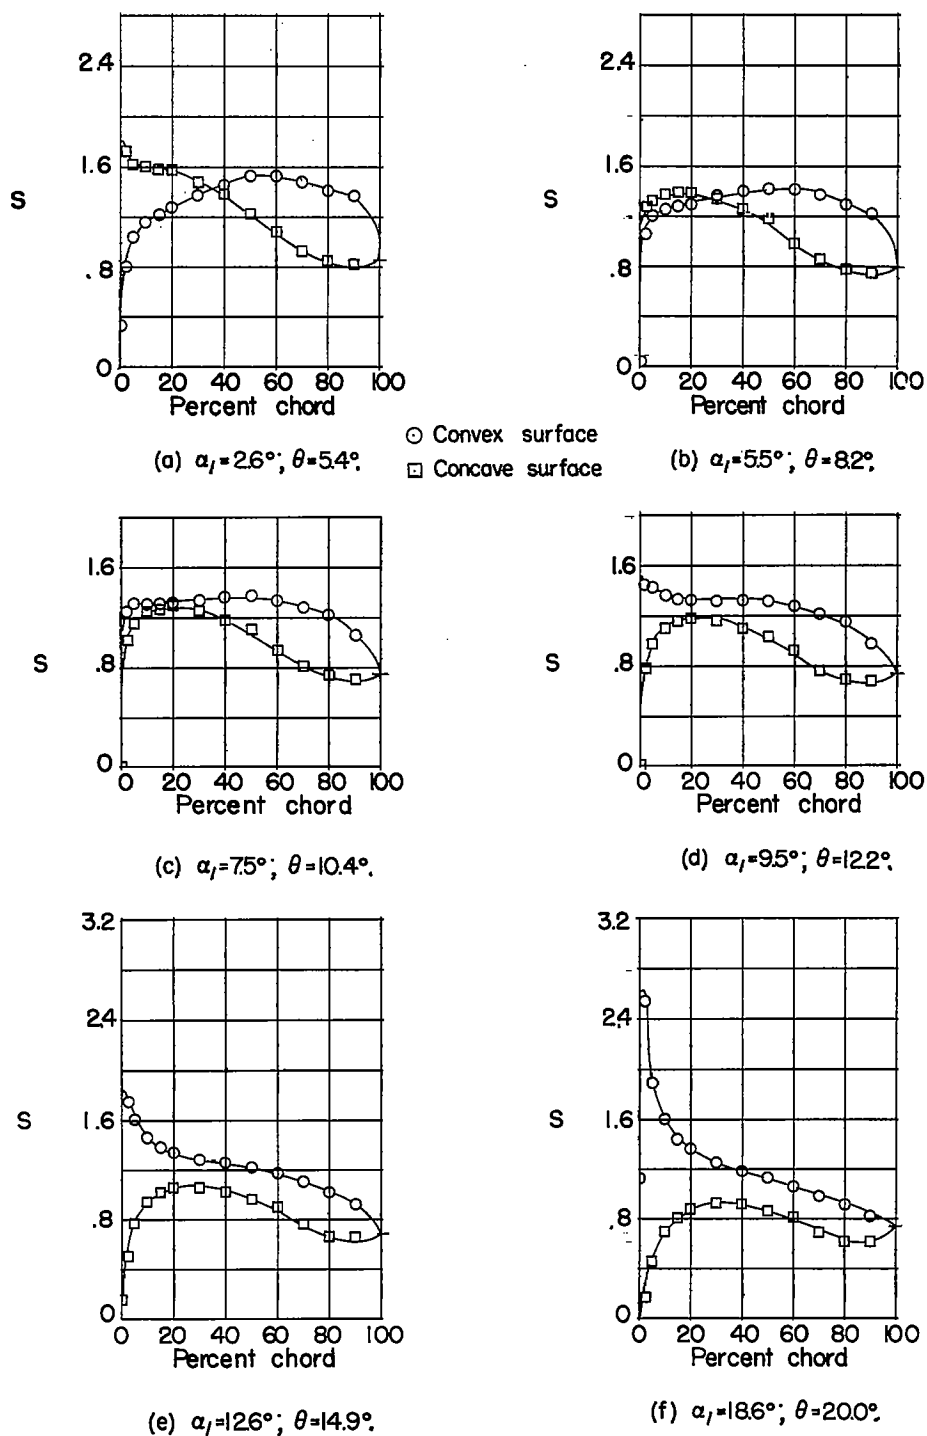 2.4
1.6
S
.8
0
0 20 40 60 80 100
Percent chord
(a) α₁=2.6°; θ=5.4°.
2.4
1.6
S
.8
0
0 20 40 60 80 100
Percent chord
(b) α₁=5.5°; θ=8.2°.
○ Convex surface
□ Concave surface
1.6
S
.8
0
0 20 40 60 80 100
Percent chord
(c) α₁=7.5°; θ=10.4°.
1.6
S
.8
0
0 20 40 60 80 100
Percent chord
(d) α₁=9.5°; θ=12.2°.
3.2
2.4
S
1.6
.8
0
0 20 40 60 80 100
Percent chord
(e) α₁=12.6°; θ=14.9°.
3.2
2.4
S
1.6
.8
0
0 20 40 60 80 100
Percent chord
(f) α₁=18.6°; θ=20.0°.